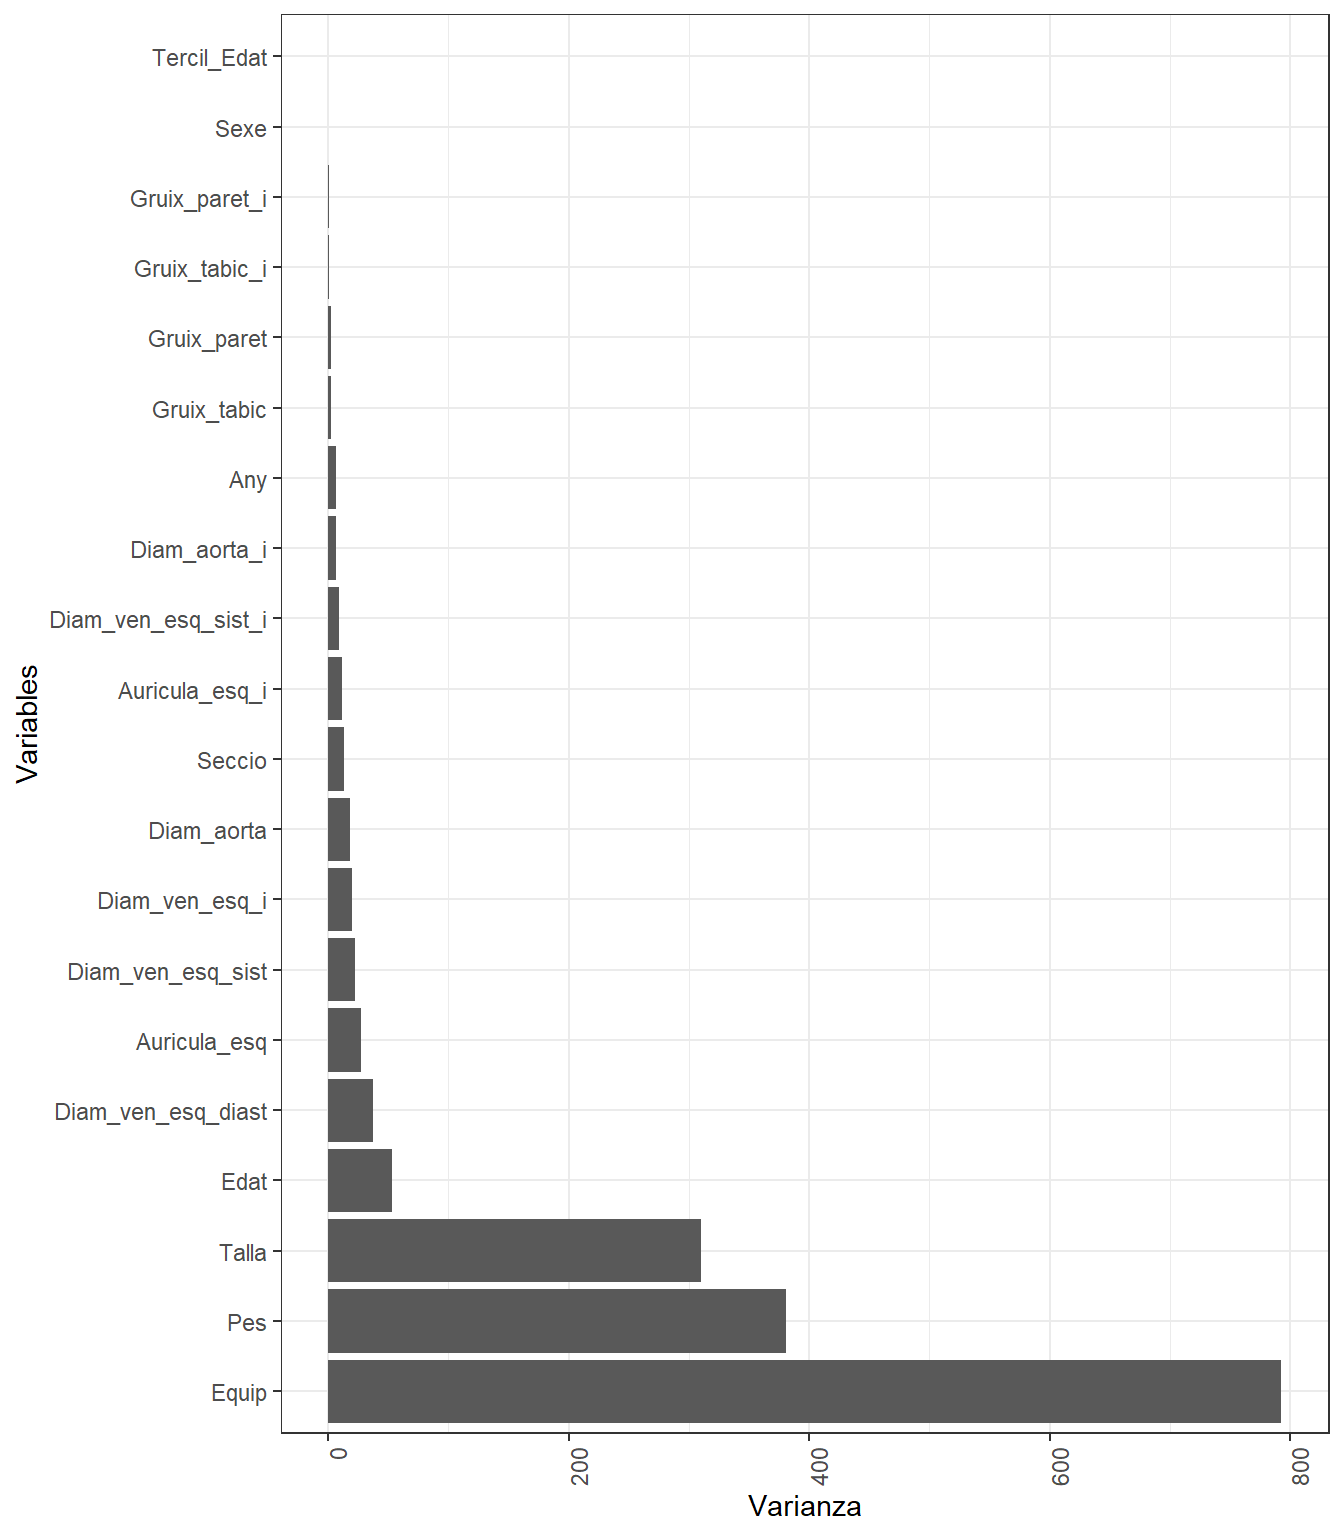 Tercil_Edat
Sexe
Gruix_paret_i
Gruix_tabic_i
Gruix_paret
Gruix_tabic
Any
Diam_aorta_i
Diam_ven_esq_sist_i
Auricula_esq_i
Seccio
Diam_aorta
Diam_ven_esq_i
Diam_ven_esq_sist
Auricula_esq
Diam_ven_esq_diast
Edat
Talla
Pes
Equip
Variables
0
200
400
600
800
Varianza